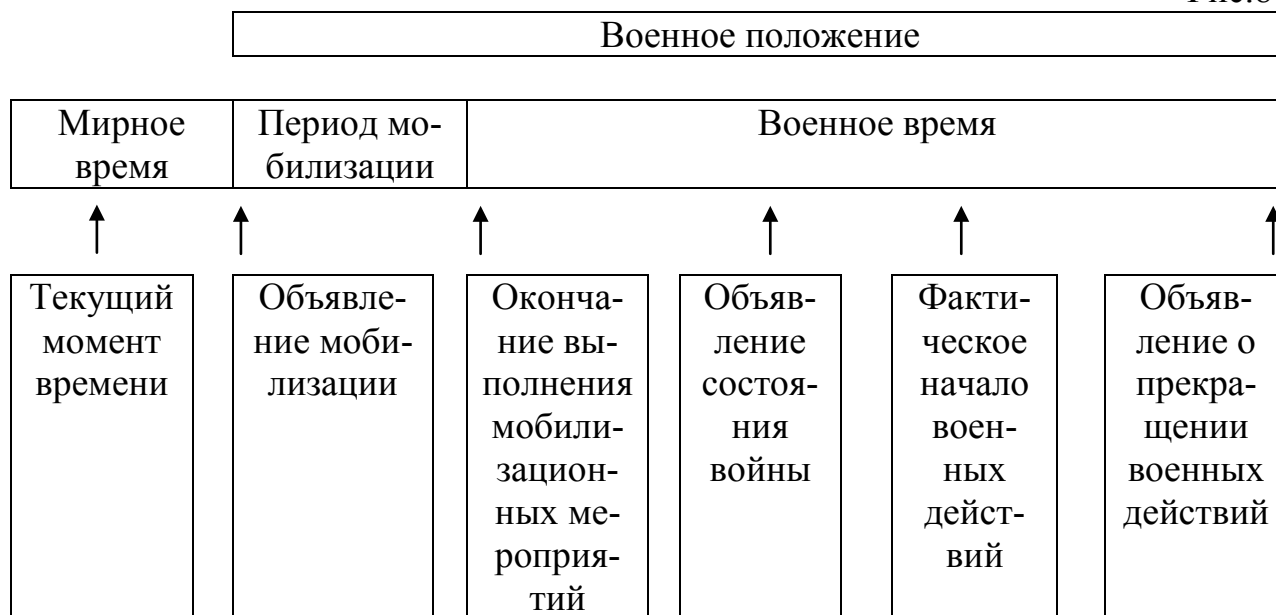 Военное положение
Мирное
время
Период мо-
билизации
Военное время
Текущий
момент
времени
Объявле-
ние моби-
лизации
Оконча-
ние вы-
полнения
мобили-
зацион-
ных ме-
роприя-
тий
Объяв-
ление
состоя-
ния
войны
Факти-
ческое
начало
воен-
ных
дейст-
вий
Объяв-
ление о
прекра-
щении
военных
действий